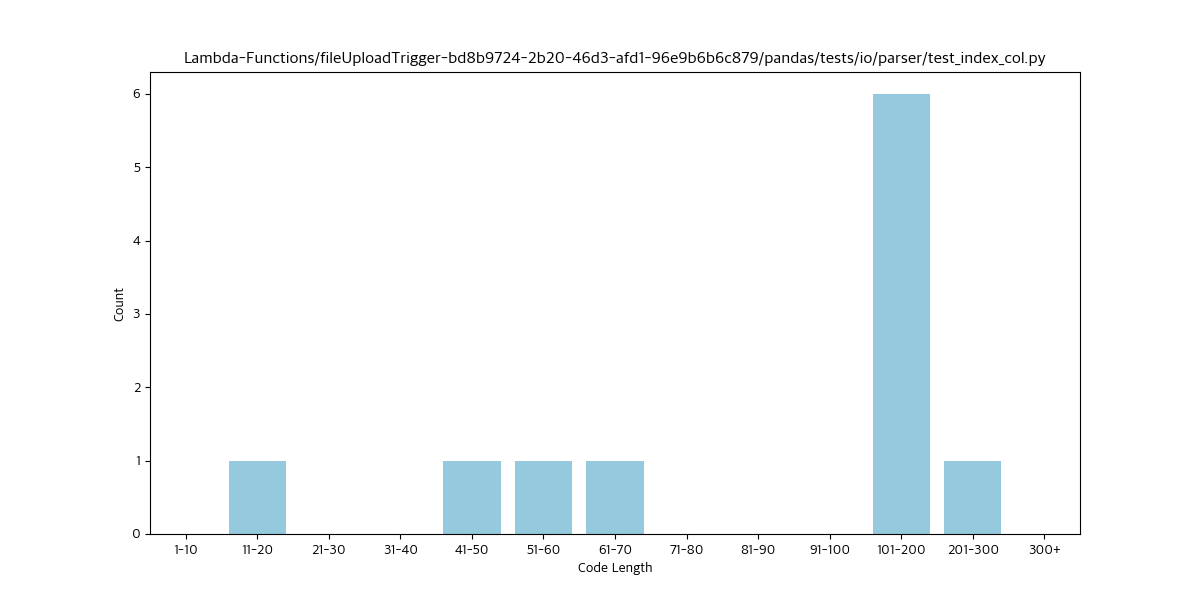 Lambda-Functions/fileUploadTrigger-bd8b9724-2b20-46d3-afd1-96e9b6b6c879/pandas/tests/io/parser/test_index_col.py
6
5
4
3
2
1
0
Count
1-10 11-20 21-30 31-40 41-50 51-60 61-70 71-80 81-90 91-100 101-200 201-300 300+
Code Length